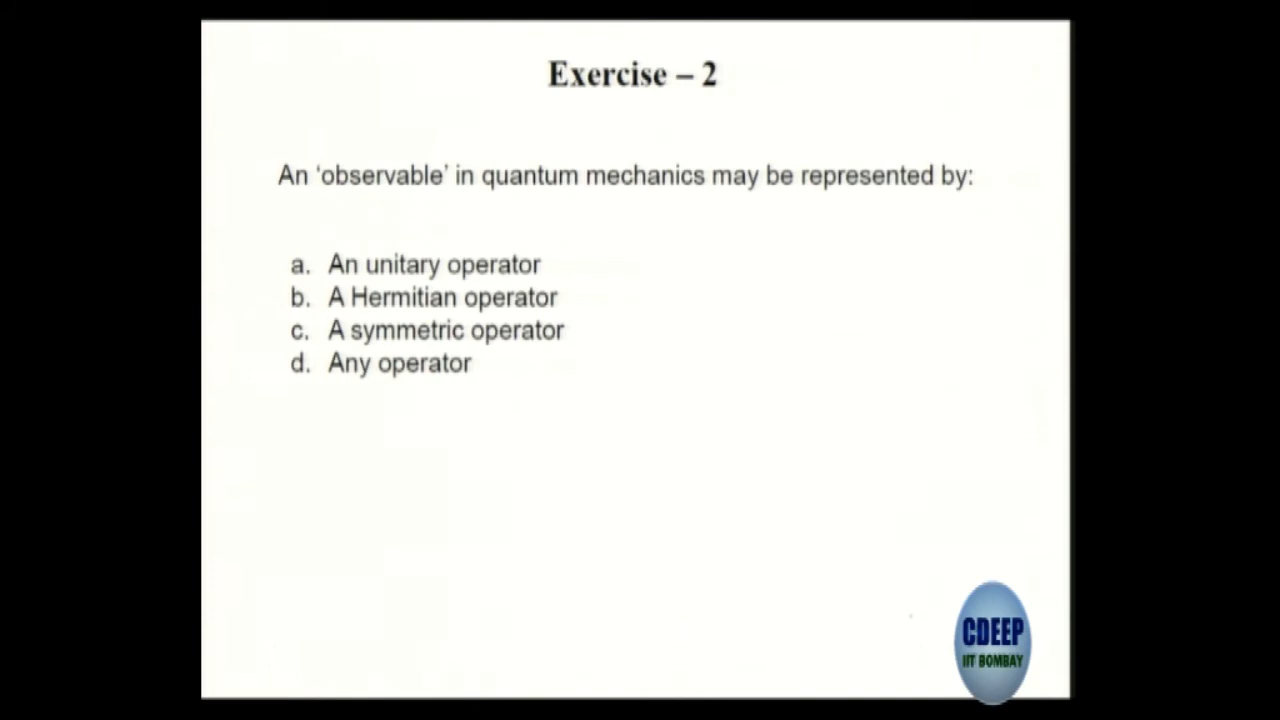 Exercise – 2
An ‘observable’ in quantum mechanics may be represented by:
a. An unitary operator
b. A Hermitian operator
c. A symmetric operator
d. Any operator
CDEEP
IIT BOMBAY